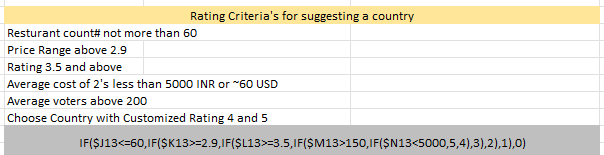 Rating Criteria's for suggesting a country
Resturant count# not more than 60
Price Range above 2.9
Rating 3.5 and above
Average cost of 2's less than 5000 INR or ~60 USD
Average voters above 200
Choose Country with Customized Rating 4 and 5
IF($J13<=60,IF($K13>=2.9,IF($L13>=3.5,IF($M13>150,IF($N13<5000,5,4),3),2),1),0)